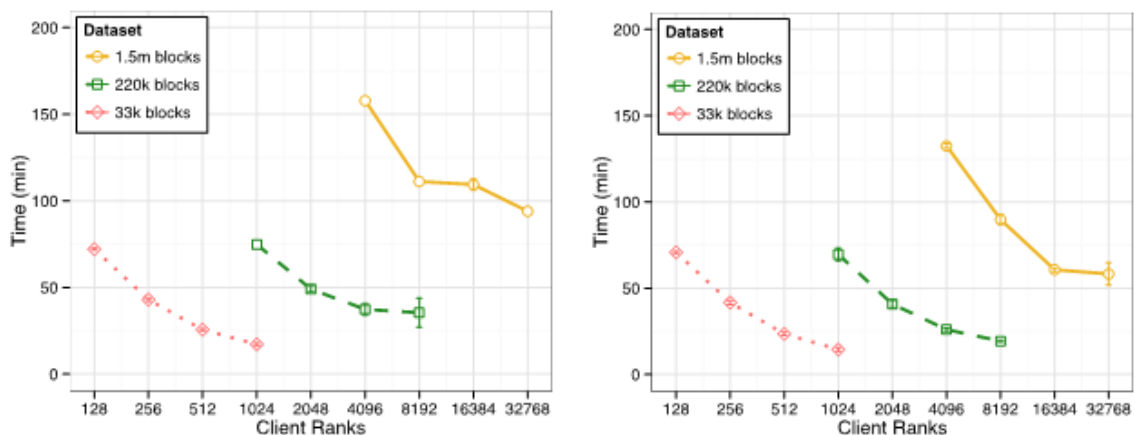 Dataset
1.5m blocks
220k blocks
33k blocks
200
150
100
50
0
Time (min)
128 256 512 1024 2048 4096 8192 16384 32768
Client Ranks
Dataset
1.5m blocks
220k blocks
33k blocks
200
150
100
50
0
Time (min)
128 256 512 1024 2048 4096 8192 16384 32768
Client Ranks